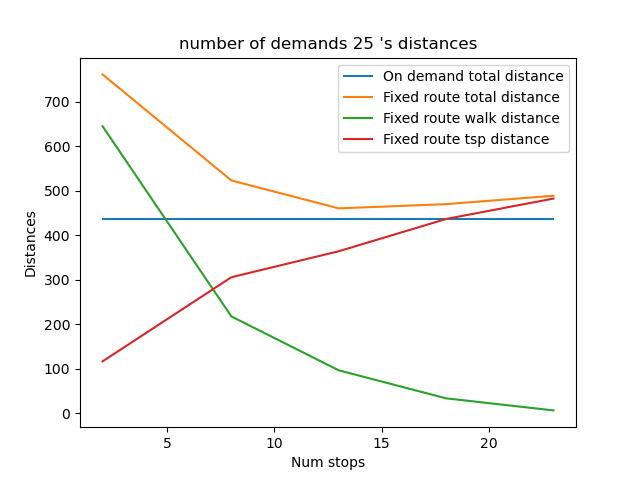 number of demands 25 's distances
On demand total distance
Fixed route total distance
Fixed route walk distance
Fixed route tsp distance
700
600
500
400
300
200
100
0
Distances
5 10 15 20
Num stops